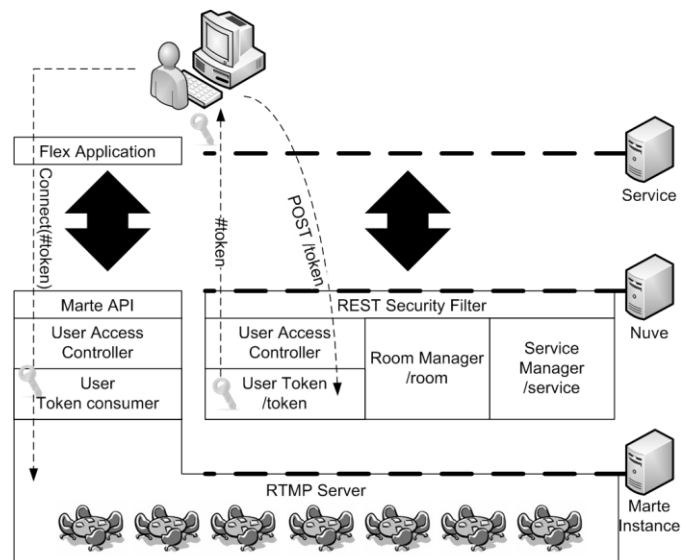 Flex Application
Service
Connect(#token)
#token
POST /token
Marte API
REST Security Filter
Nuve
User Access
Controller
User Access
Controller
Room Manager
/room
Service
Manager
/service
User
Token consumer
User Token
/token
RTMP Server
Marte
Instance